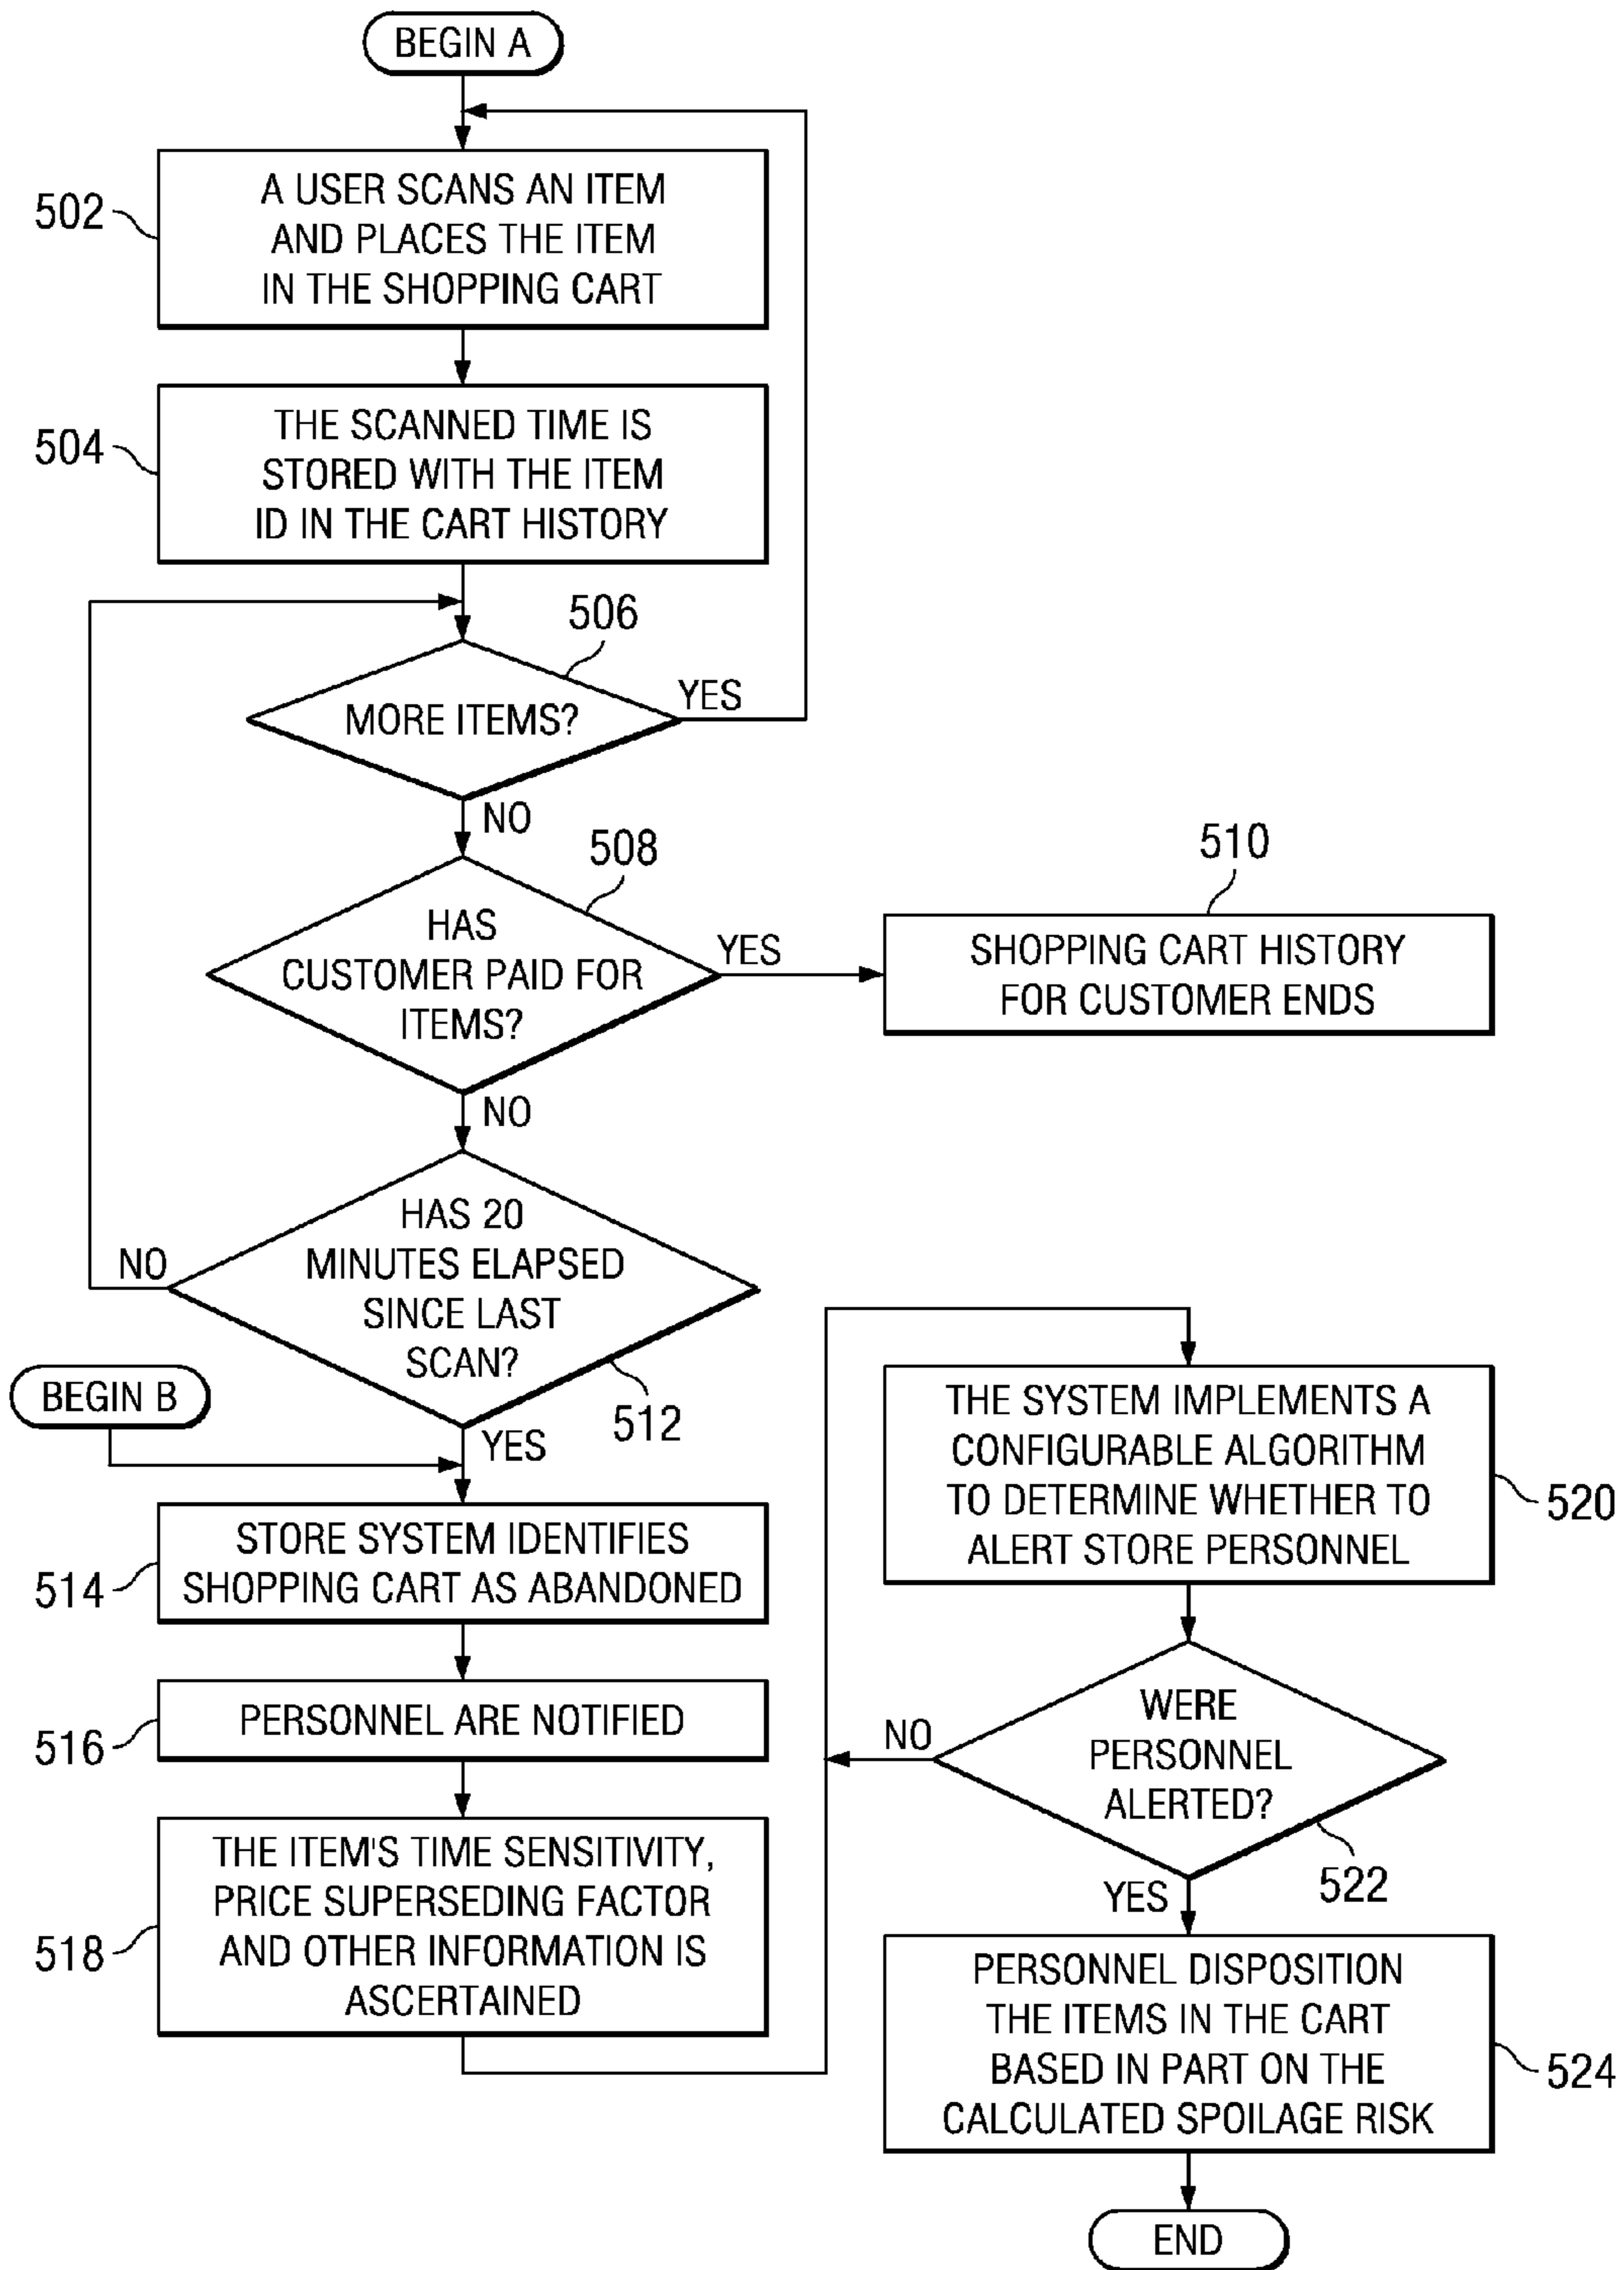 BEGIN A
502
A USER SCANS AN ITEM
AND PLACES THE ITEM
IN THE SHOPPING CART
504
THE SCANNED TIME IS
STORED WITH THE ITEM
ID IN THE CART HISTORY
506
MORE ITEMS?
YES
NO
508
HAS
CUSTOMER PAID FOR
ITEMS?
YES
510
SHOPPING CART HISTORY
FOR CUSTOMER ENDS
NO
HAS 20
MINUTES ELAPSED
SINCE LAST
SCAN?
NO
512
YES
BEGIN B
514
STORE SYSTEM IDENTIFIES
SHOPPING CART AS ABANDONED
516
PERSONNEL ARE NOTIFIED
518
THE ITEM'S TIME SENSITIVITY,
PRICE SUPERSEDING FACTOR
AND OTHER INFORMATION IS
ASCERTAINED
THE SYSTEM IMPLEMENTS A
CONFIGURABLE ALGORITHM
TO DETERMINE WHETHER TO
ALERT STORE PERSONNEL
520
WERE
PERSONNEL
ALERTED?
NO
522
YES
PERSONNEL DISPOSITION
THE ITEMS IN THE CART
BASED IN PART ON THE
CALCULATED SPOILAGE RISK
524
END